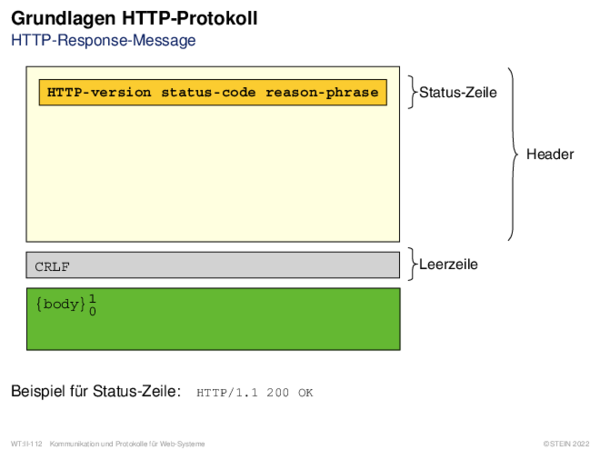 Grundlagen HTTP-Protokoll
HTTP-Response-Message
HTTP-version status-code reason-phrase
Status-Zeile
Header
CRLF
Leerzeile
{body}1 0
Beispiel für Status-Zeile: HTTP/1.1 200 OK
WT:II-112 Kommunikation und Protokolle für Web-Systeme ©STEIN 2022